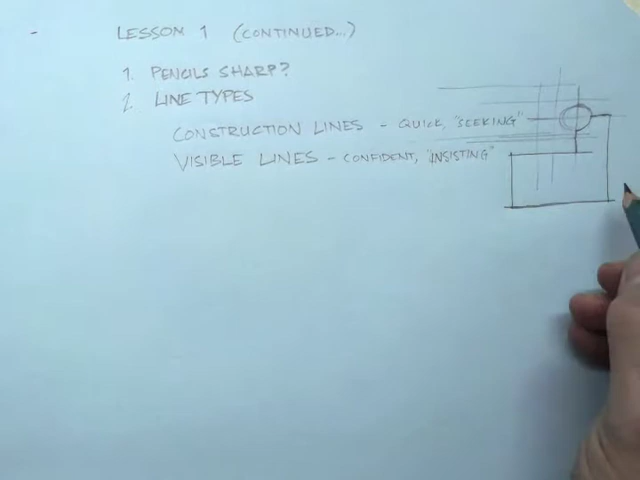 LESSON 1 (CONTINUED...)
1. PENCILS SHARP?
2. LINE TYPES
CONSTRUCTION LINES - QUICK, "SEEKING"
VISIBLE LINES - CONFIDENT, "INSISTING"